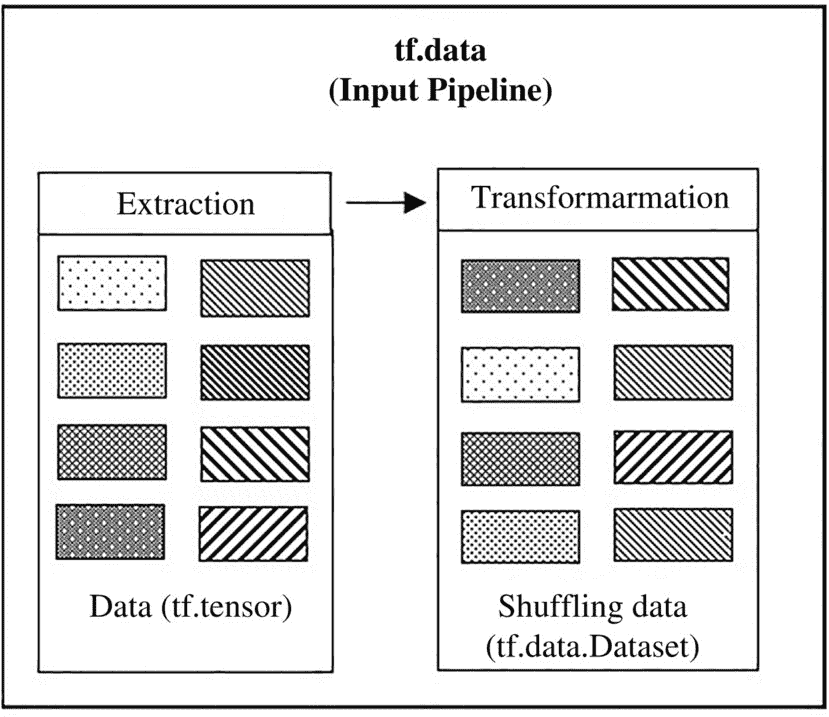 tf.data
(Input Pipeline)
Extraction
Data (tf.tensor)
Transformarmation
Shuffling data
(tf.data.Dataset)